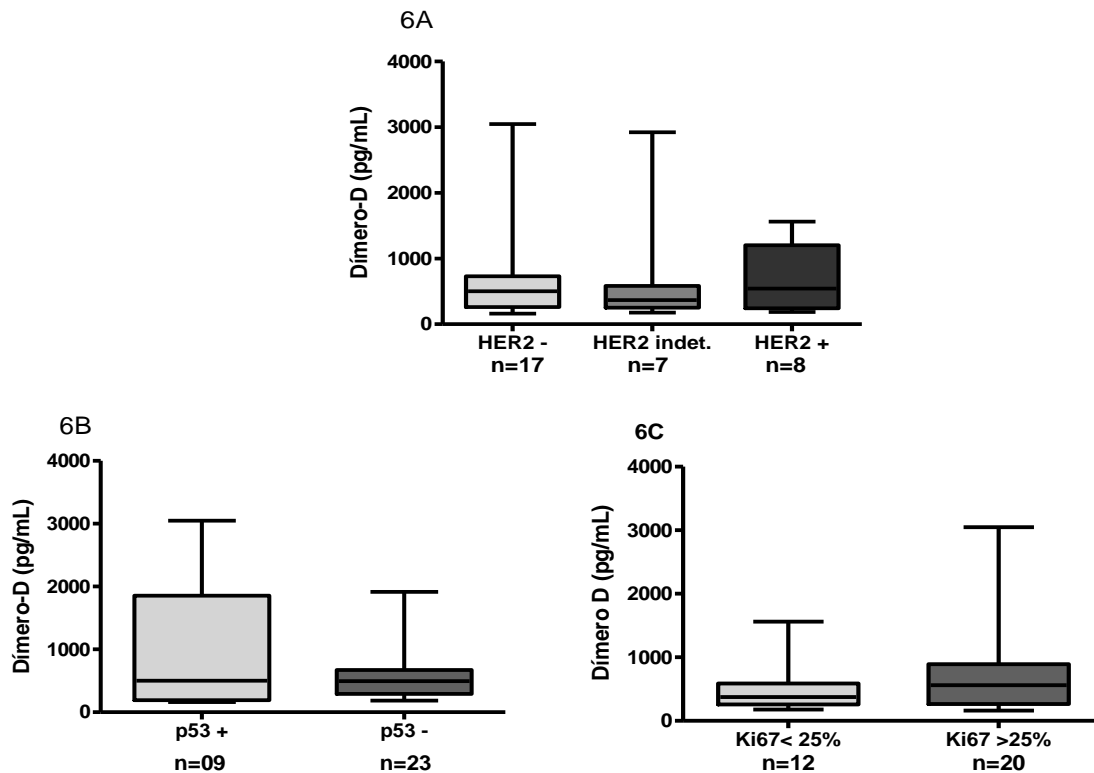 6A
Dímero-D (pg/mL)
4000
3000
2000
1000
0
HER2 - HER2 indet. HER2 +
n=17 n=7 n=8
6B
Dímero-D (pg/mL)
4000
3000
2000
1000
0
p53 + p53 -
n=09 n=23
6C
Dímero D (pg/mL)
4000
3000
2000
1000
0
Ki67< 25% Ki67 >25%
n=12 n=20